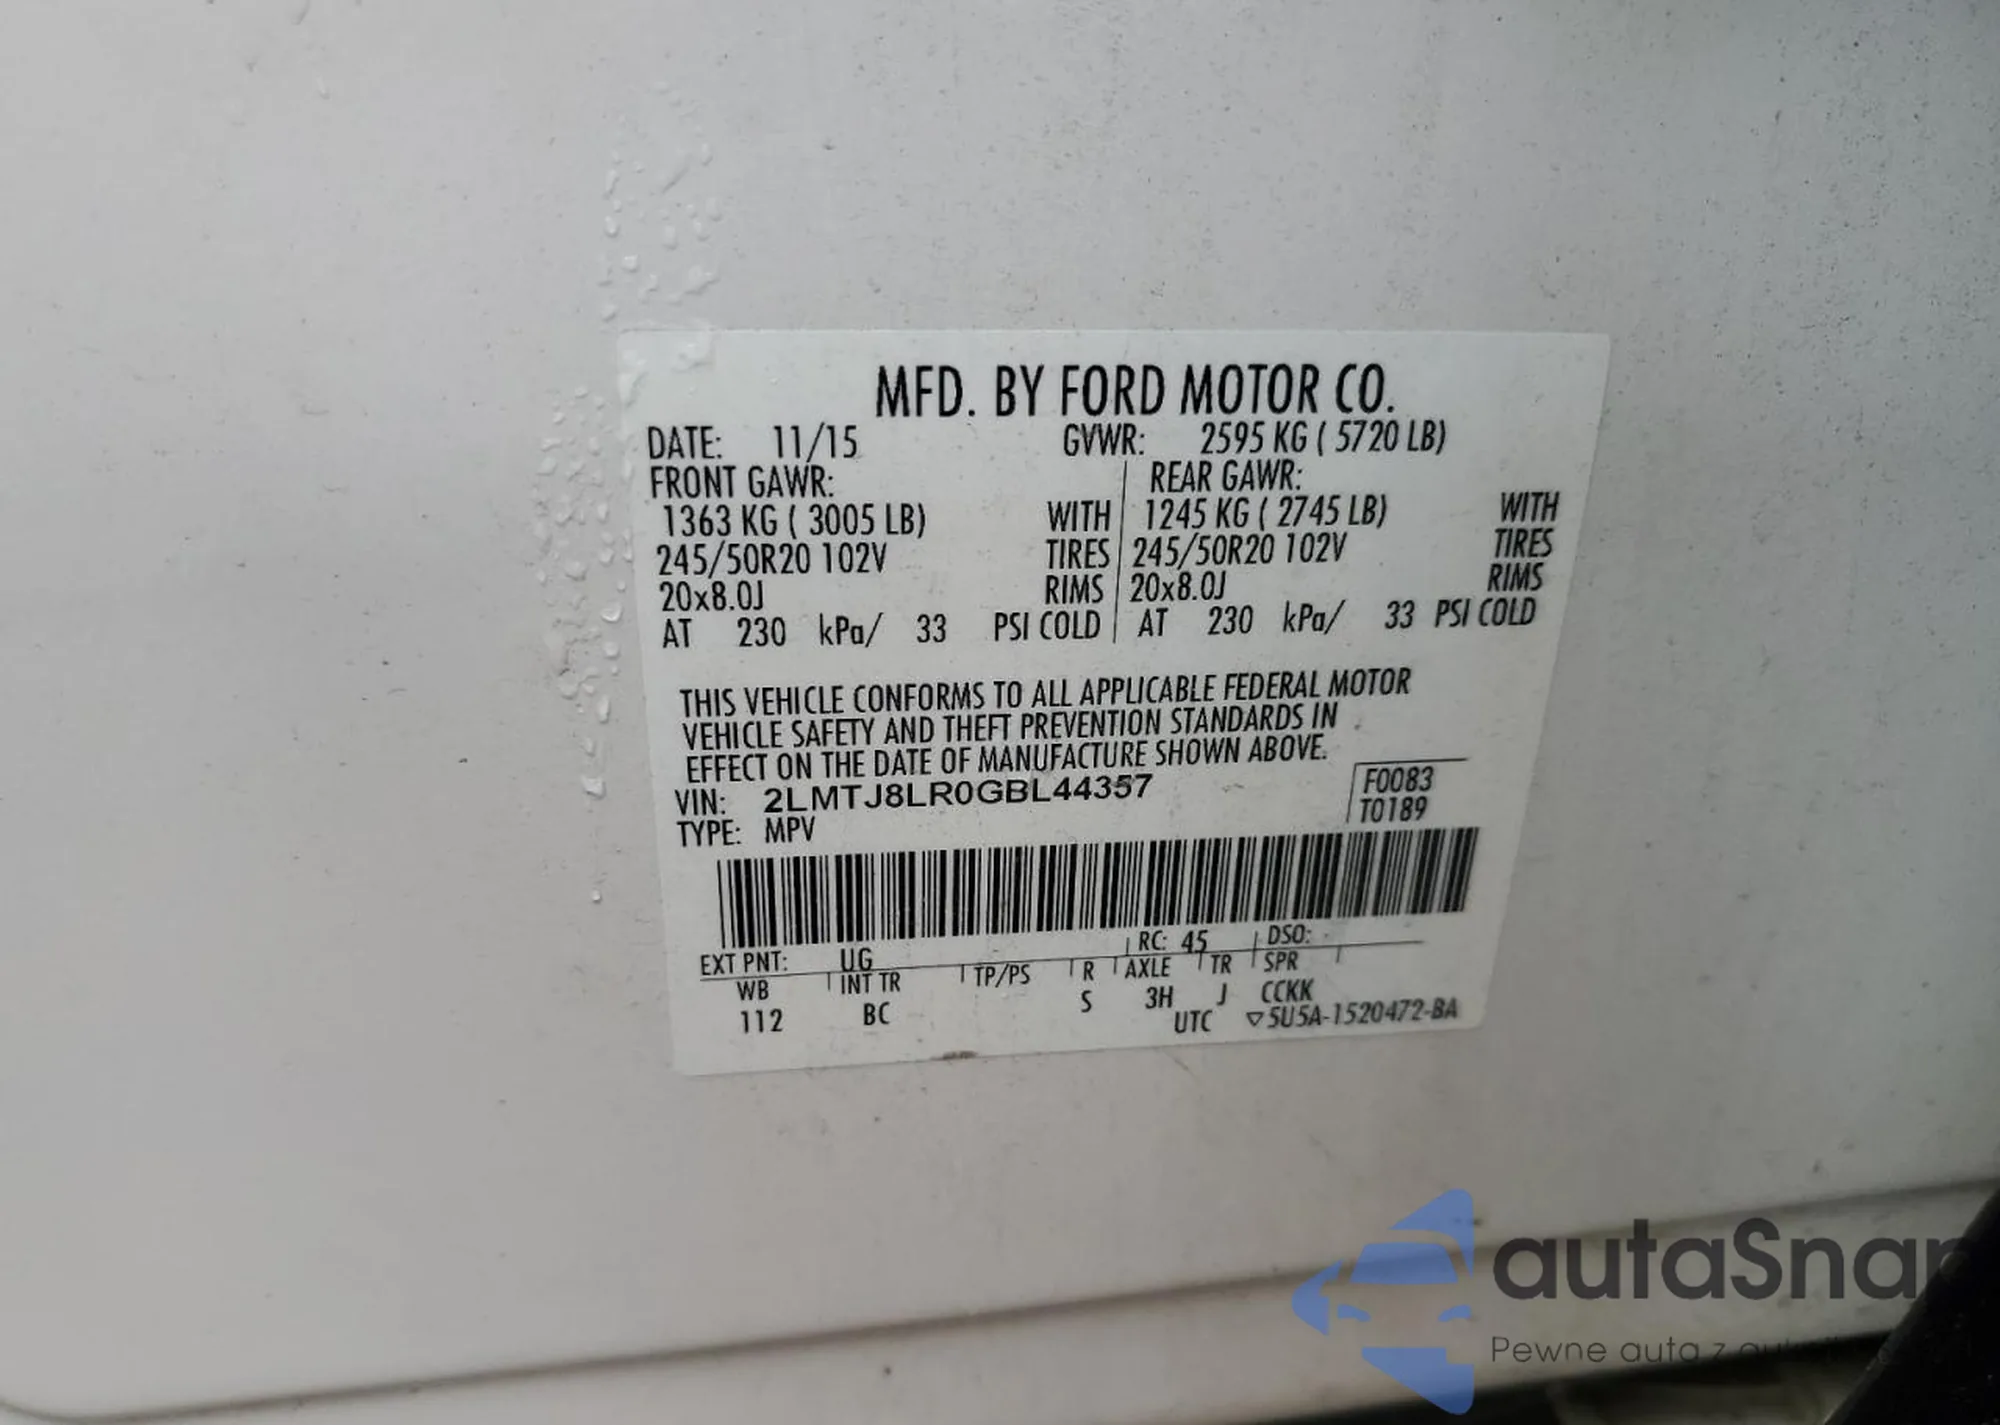 MFD. BY FORD MOTOR CO.
DATE: 11/15 GVWR: 2595 KG ( 5720 LB)
FRONT GAWR: REAR GAWR:
1363 KG ( 3005 LB) WITH 1245 KG ( 2745 LB) WITH
245/50R20 102V TIRES 245/50R20 102V TIRES
20x8.0J RIMS 20x8.0J RIMS
AT 230 kPa/ 33 PSI COLD AT 230 kPa/ 33 PSI COLD
THIS VEHICLE CONFORMS TO ALL APPLICABLE FEDERAL MOTOR
VEHICLE SAFETY AND THEFT PREVENTION STANDARDS IN
EFFECT ON THE DATE OF MANUFACTURE SHOWN ABOVE.
VIN: 2LMTJ8LR0GBL44357 F0083
TYPE: MPV T0189
EXT PNT: UG RC: 45 DSO:
WB INT TR TP/PS R AXLE TR SPR
112 BC S 3H J CCKK
UTC ▽5U5A-1520472-BA
autaSnap
Pewne auta z